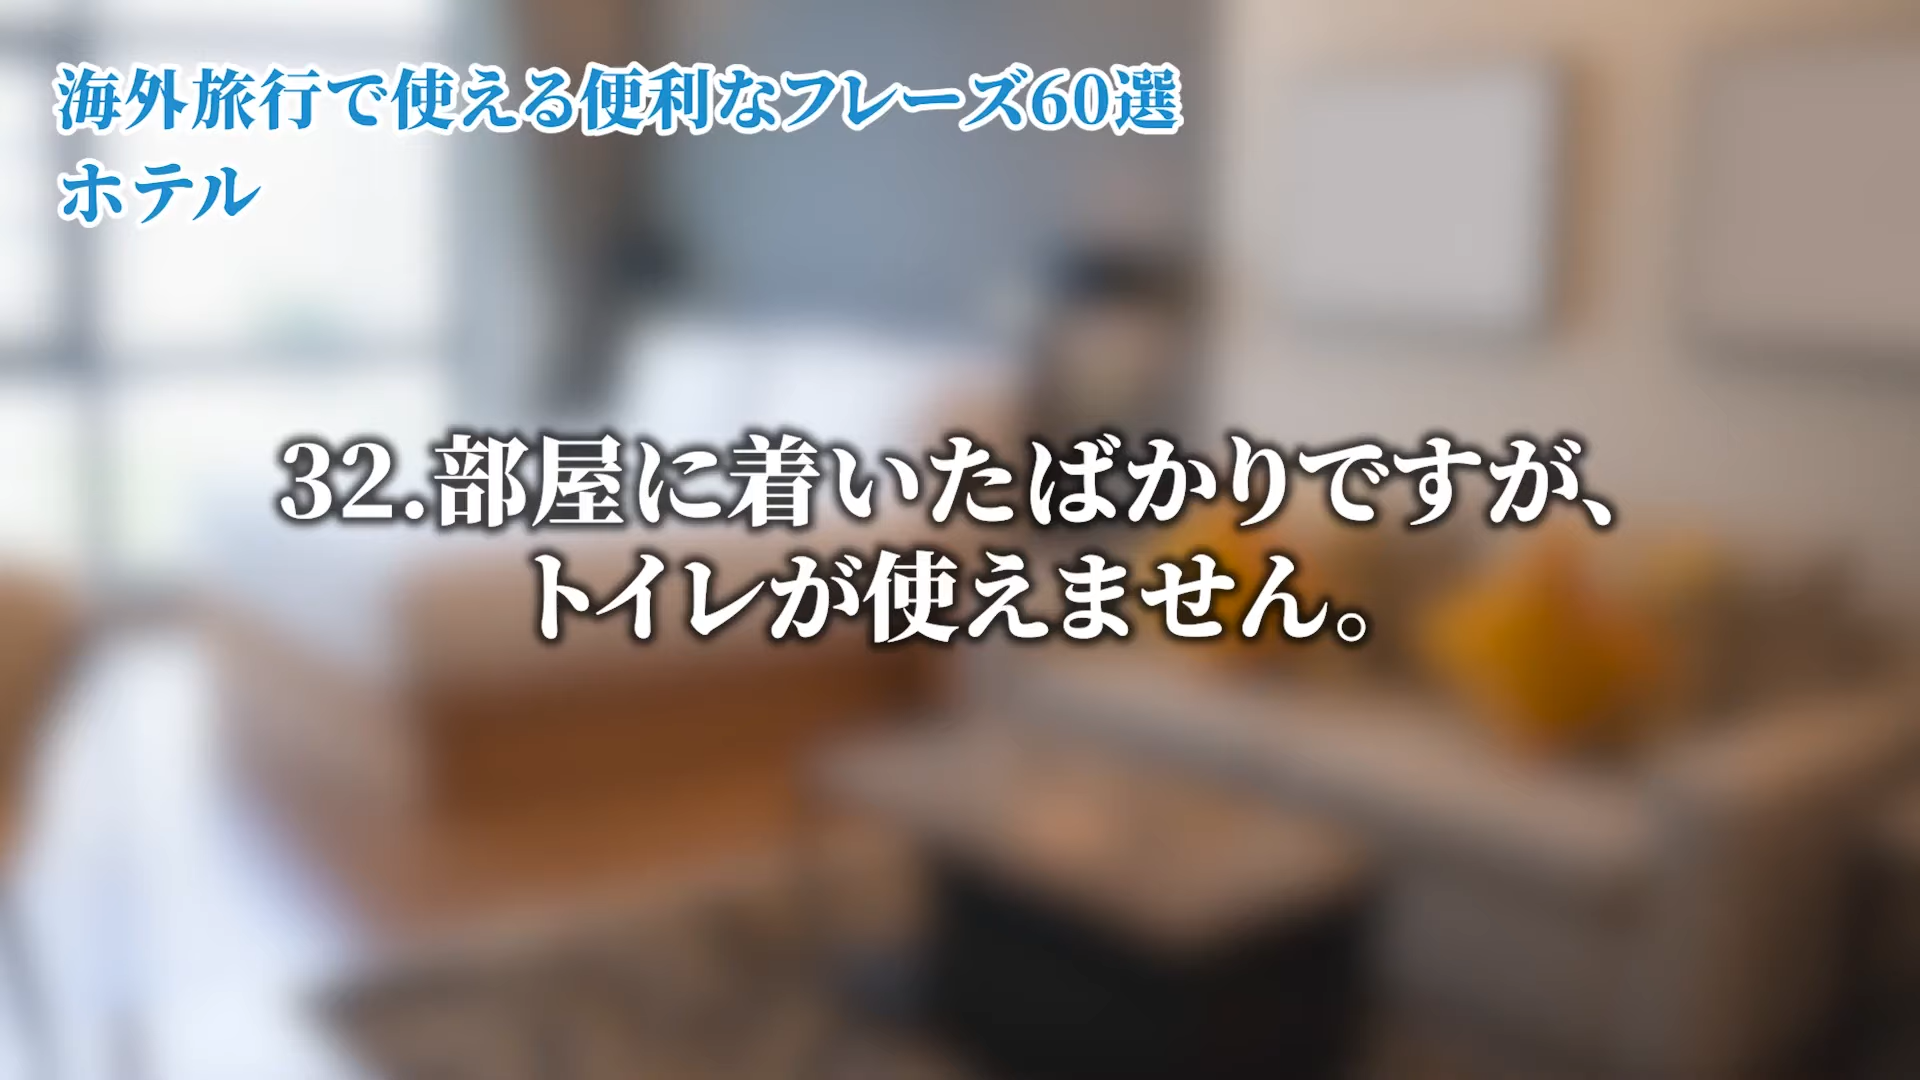 海外旅行で使える便利なフレーズ60選
ホテル
32.部屋に着いたばかりですが、
トイレが使えません。